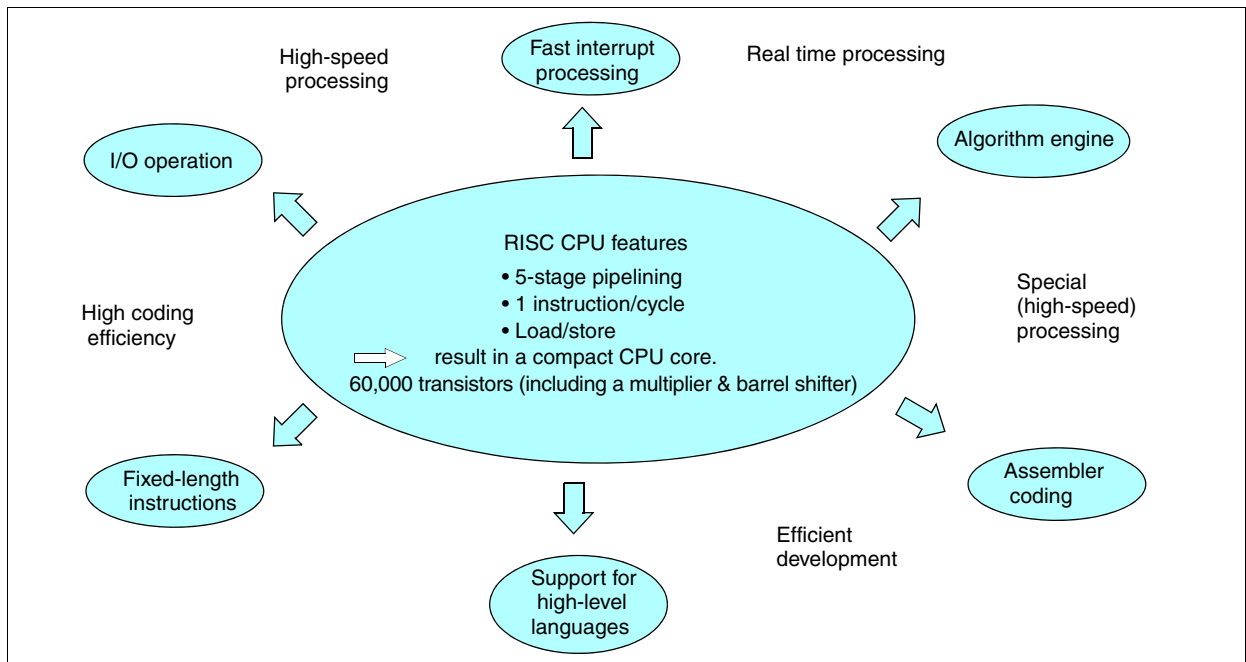 High-speed
processing
Fast interrupt
processing
Real time processing
I/O operation
Algorithm engine
RISC CPU features
• 5-stage pipelining
• 1 instruction/cycle
• Load/store
result in a compact CPU core.
60,000 transistors (including a multiplier & barrel shifter)
High coding
efficiency
Special
(high-speed)
processing
Fixed-length
instructions
Assembler
coding
Efficient
development
Support for
high-level
languages